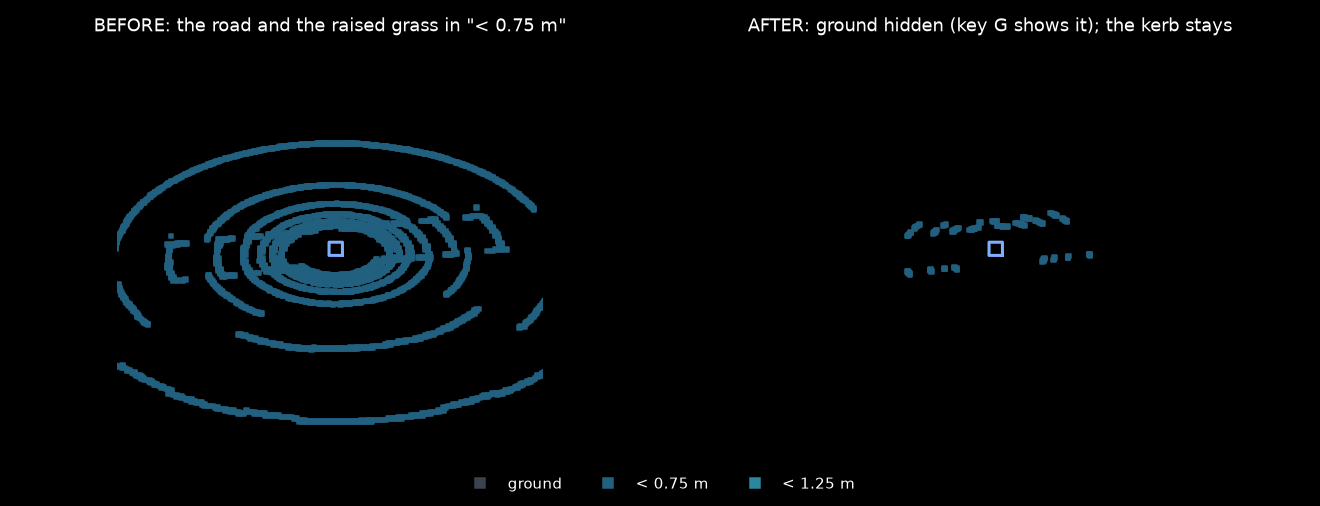 BEFORE: the road and the raised grass in "< 0.75 m"
AFTER: ground hidden (key G shows it); the kerb stays
ground
< 0.75 m
< 1.25 m